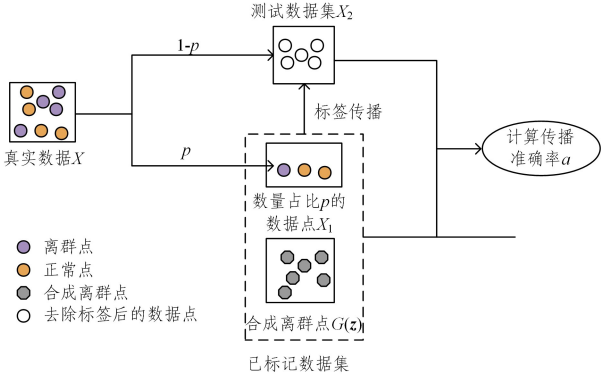 测试数据集X₂
1-p
标签传播
真实数据X
p
数量占比p的
数据点X₁
计算传播
准确率a
离群点
正常点
合成离群点
去除标签后的数据点
合成离群点G(z)
已标记数据集